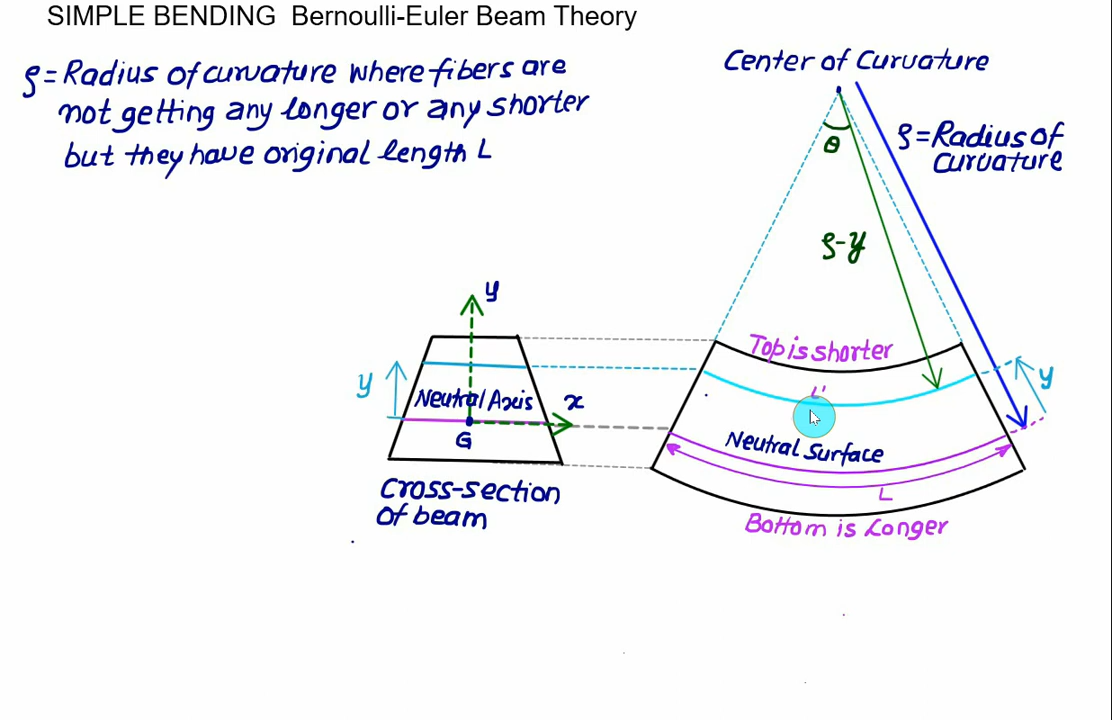 SIMPLE BENDING Bernoulli-Euler Beam Theory
ρ = Radius of curvature where fibers are
not getting any longer or any shorter
but they have original length L
Center of Curvature
θ
ρ = Radius of
Curvature
ρ-y
y
Top is shorter
y
Neutral Axis
x
L'
y
G
Neutral Surface
L
Cross-section
of beam
Bottom is Longer